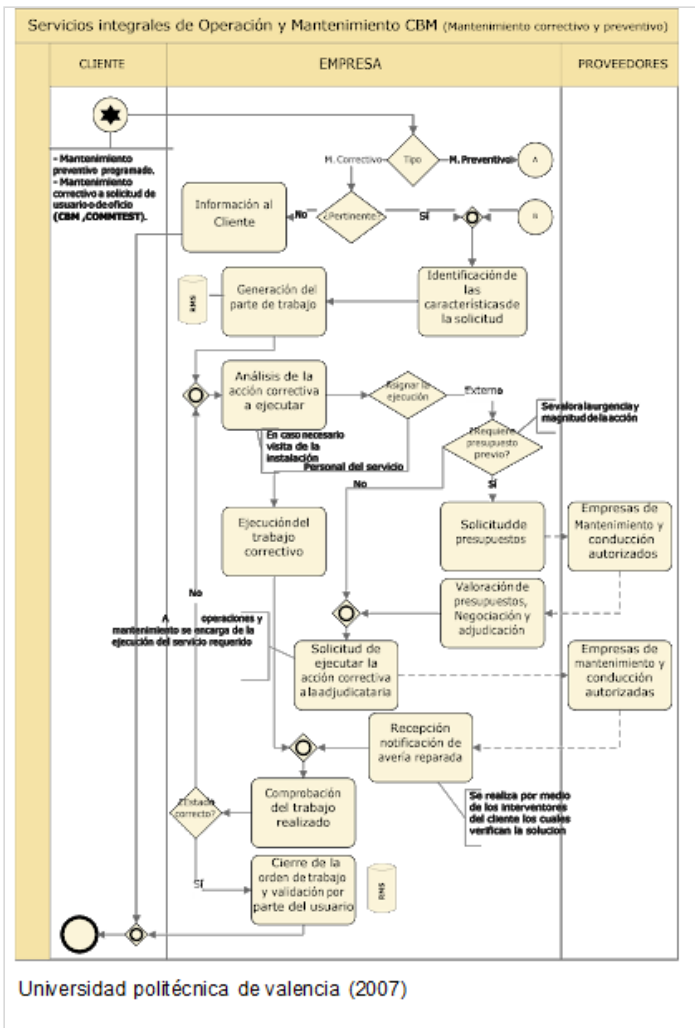 Servicios integrales de Operación y Mantenimiento CBM (Mantenimiento correctivo y preventivo)
CLIENTE
EMPRESA
PROVEEDORES
- Mantenimiento
preventivo programado.
- Mantenimiento
correctivo a solicitud de
usuario o de oficio
(CBM ,COMMTEST).
M. Correctivo
Tipo
M. Preventivo
A
Información al
Cliente
No
¿Pertinente?
Sí
Identificación de
las
características de
la solicitud
RMS
Generación del
parte de trabajo
Análisis de la
acción correctiva
a ejecutar
Asignar la
ejecución
Externo
Se valora la urgencia y
magnitud de la acción
En caso necesario
visita de la
instalación
Personal del servicio
¿Requiere
presupuesto
previo?
No
Sí
Ejecución del
trabajo
correctivo
Solicitud de
presupuestos
Empresas de
Mantenimiento y
conducción
autorizados
Valoración de
presupuestos,
Negociación y
adjudicación
No
A operaciones y
mantenimiento se encarga de la
ejecución del servicio requerido
Solicitud de
ejecutar la
acción correctiva
a la adjudicataria
Empresas de
mantenimiento y
conducción
autorizadas
Recepción
notificación de
avería reparada
¿Estado
correcto?
Comprobación
del trabajo
realizado
Se realiza por medio
de los interventores
del cliente los cuales
verifican la solucion
Sí
Cierre de la
orden de trabajo
y validación por
parte del usuario
RMS
Universidad politécnica de valencia (2007)